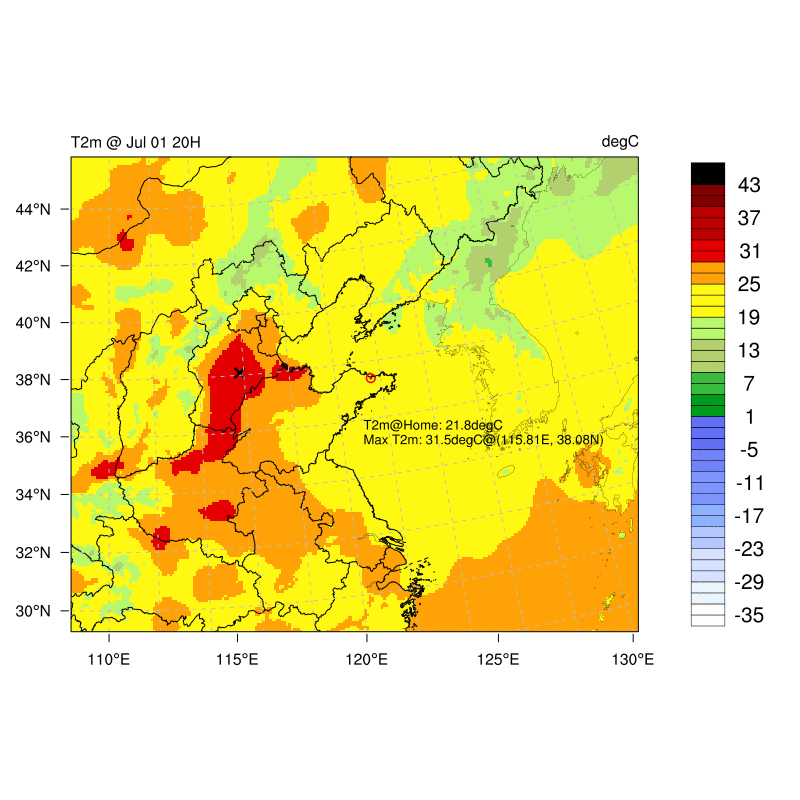 T2m @ Jul 01 20H degC
43
44°N
37
42°N
31
25
40°N
19
13
38°N
7
T2m@Home: 21.8degC
1
36°N
Max T2m: 31.5degC@(115.81E, 38.08N)
-5
-11
34°N
-17
32°N
-23
-29
30°N
-35
110°E 115°E 120°E 125°E 130°E